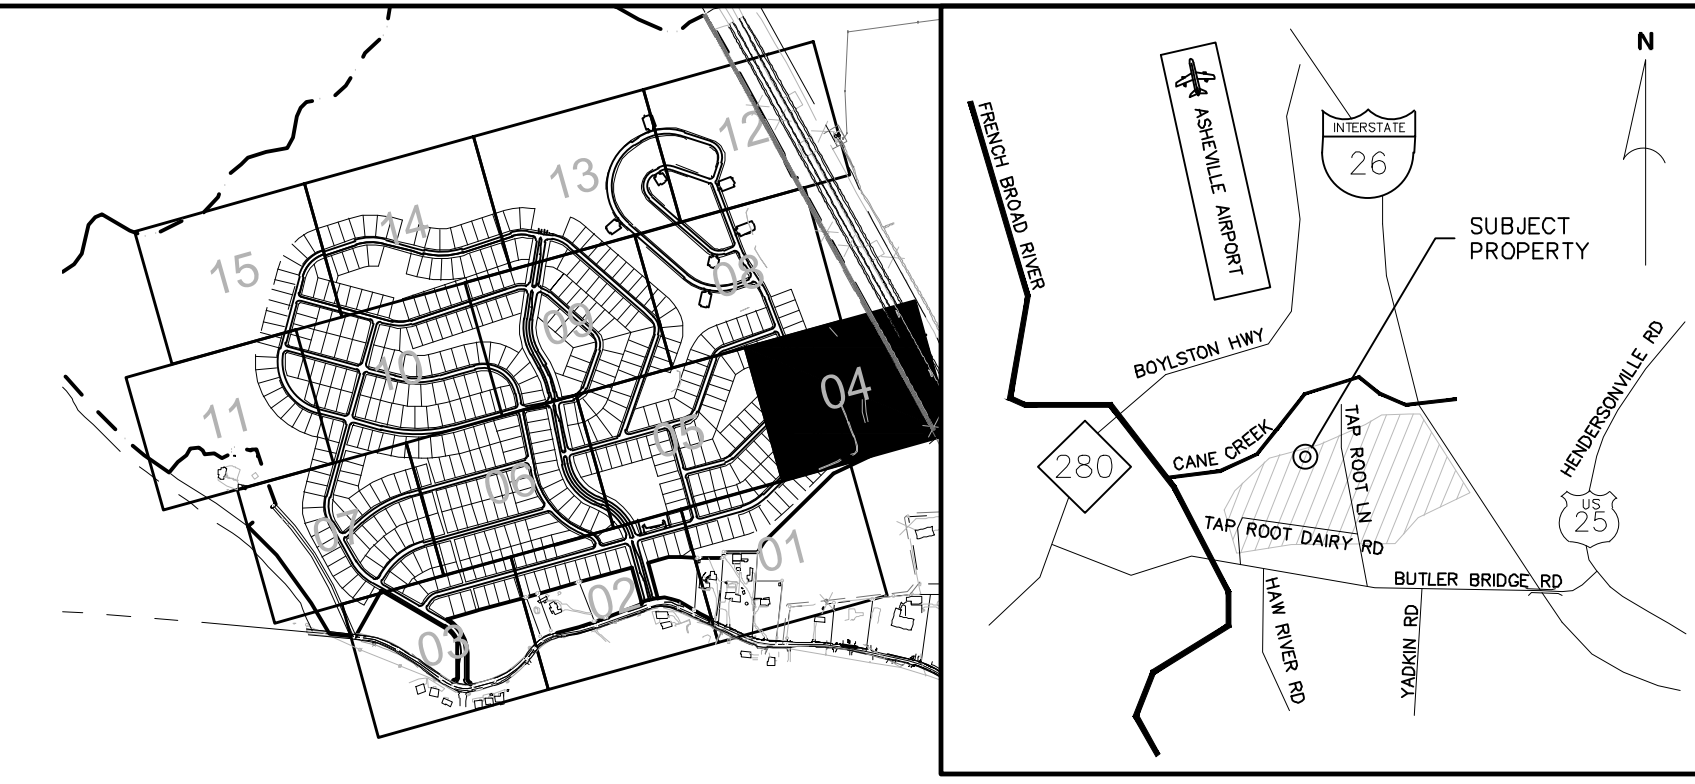 12
13
14
15
08
09
10
04
11
05
06
07
01
02
03
N
FRENCH BROAD RIVER
ASHEVILLE AIRPORT
INTERSTATE
26
SUBJECT
PROPERTY
BOYLSTON HWY
HENDERSONVILLE RD
280
CANE CREEK
TAP ROOT LN
US
25
TAP ROOT DAIRY RD
BUTLER BRIDGE RD
HAW RIVER RD
YADKIN RD